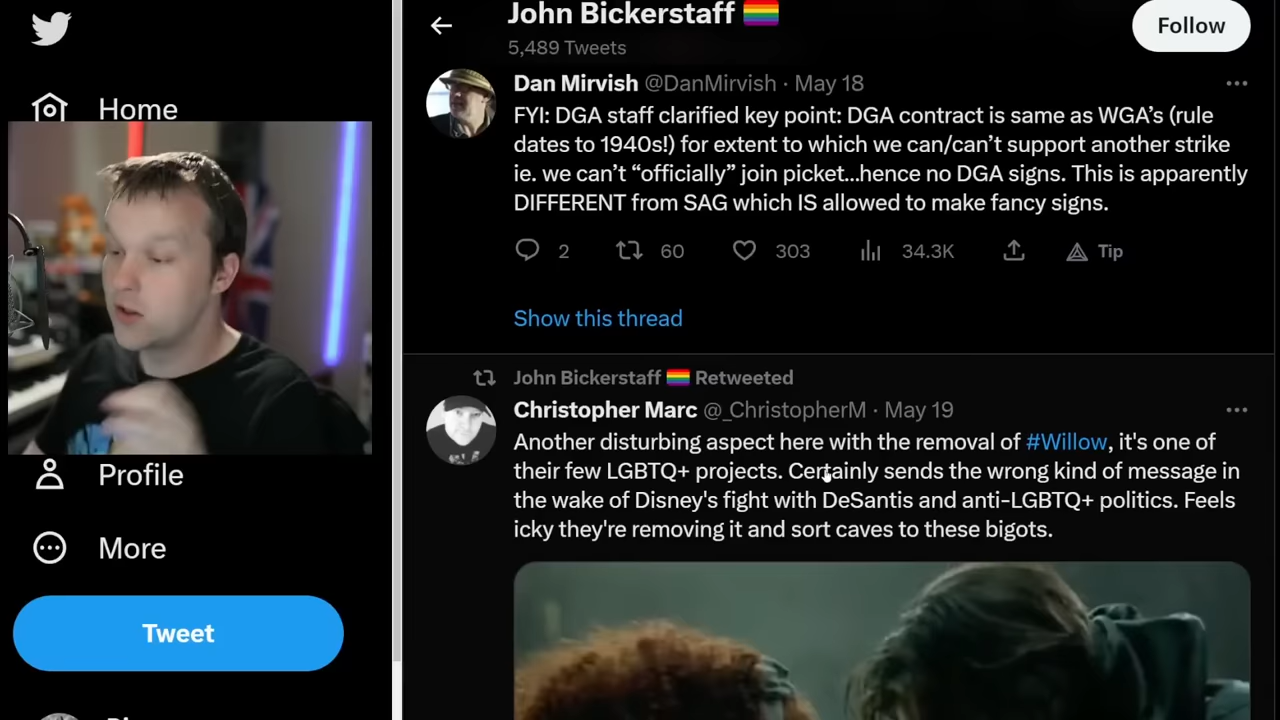 Home
Profile
More
Tweet
John Bickerstaff 🏳️‍🌈
5,489 Tweets
Follow
Dan Mirvish @DanMirvish · May 18
FYI: DGA staff clarified key point: DGA contract is same as WGA’s (rule
dates to 1940s!) for extent to which we can/can’t support another strike
ie. we can’t “officially” join picket...hence no DGA signs. This is apparently
DIFFERENT from SAG which IS allowed to make fancy signs.
2 60 303 34.3K Tip
Show this thread
John Bickerstaff 🏳️‍🌈 Retweeted
Christopher Marc @_ChristopherM · May 19
Another disturbing aspect here with the removal of #Willow, it's one of
their few LGBTQ+ projects. Certainly sends the wrong kind of message in
the wake of Disney's fight with DeSantis and anti-LGBTQ+ politics. Feels
icky they're removing it and sort caves to these bigots.